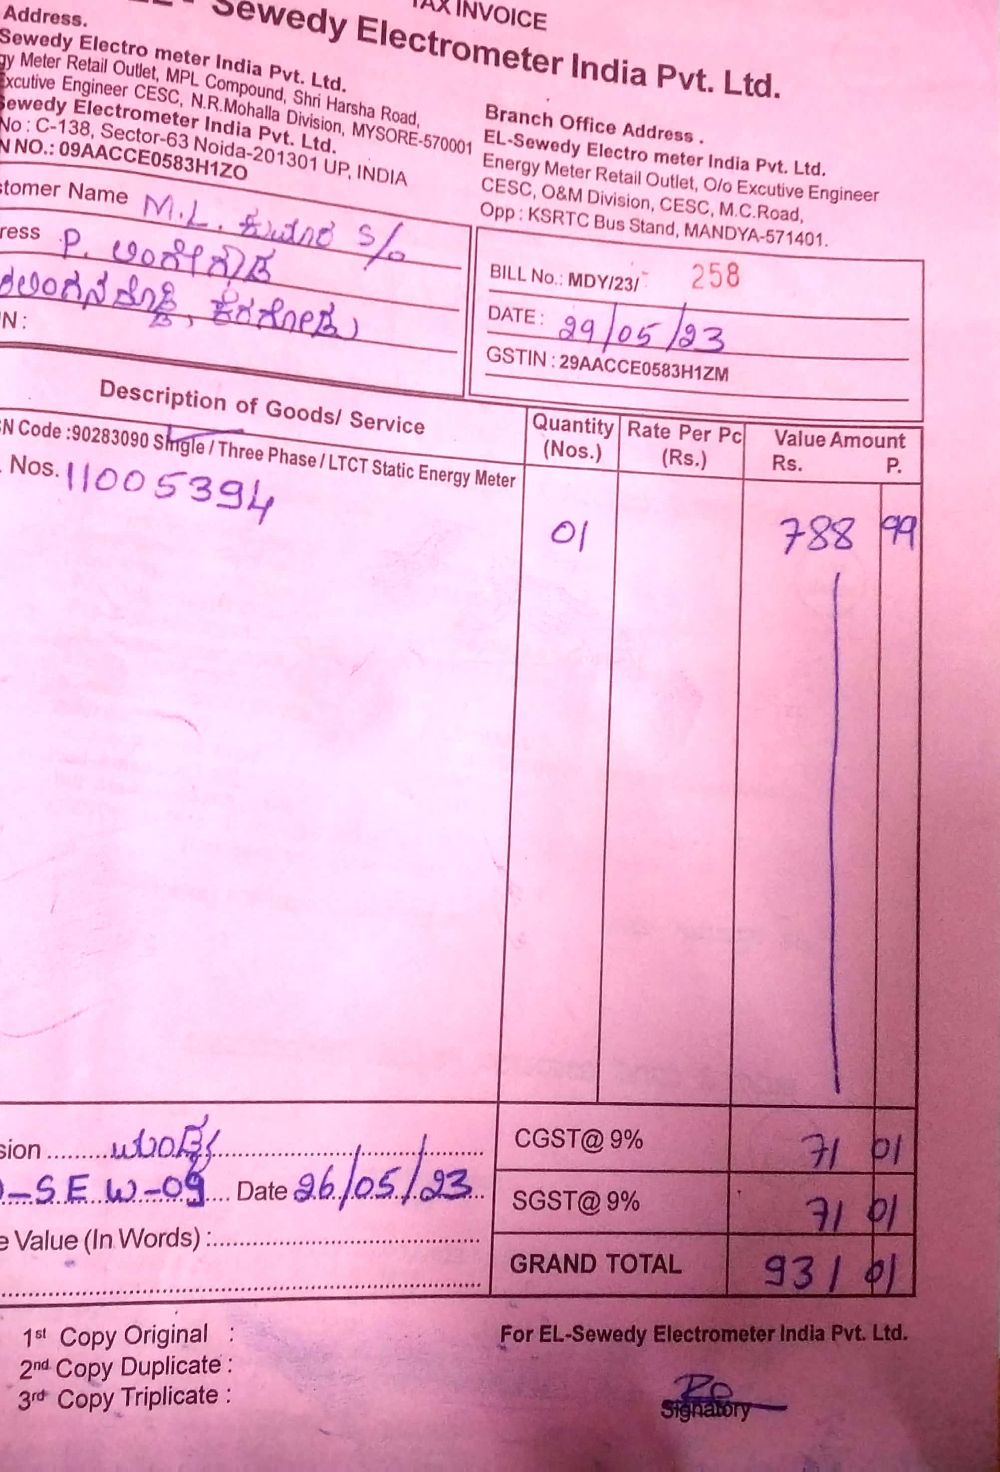 TAX INVOICE
Sewedy Electrometer India Pvt. Ltd.
Address.
Sewedy Electro meter India Pvt. Ltd.
gy Meter Retail Outlet, MPL Compound, Shri Harsha Road,
xcutive Engineer CESC, N.R.Mohalla Division, MYSORE-570001
Sewedy Electrometer India Pvt. Ltd.
No : C-138, Sector-63 Noida-201301 UP, INDIA
N NO.: 09AACCE0583H1ZO
Branch Office Address .
EL-Sewedy Electro meter India Pvt. Ltd.
Energy Meter Retail Outlet, O/o Excutive Engineer
CESC, O&M Division, CESC, M.C.Road,
Opp : KSRTC Bus Stand, MANDYA-571401.
stomer Name M.L. ಕುಮಾರ S/o
ress P.
N :
BILL No.: MDY/23/- 258
DATE : 29/05/23
GSTIN : 29AACCE0583H1ZM
Description of Goods/ Service
Quantity (Nos.)
Rate Per Pc (Rs.)
Value Amount
Rs. P.
SN Code :90283090 Single / Three Phase / LTCT Static Energy Meter
. Nos. 11005394
01 788 99
sion ಮಂಡ್ಯ
-SEW-09 Date 26/05/23
e Value (In Words) :
CGST@ 9% 71 01
SGST@ 9% 71 01
GRAND TOTAL 931 01
1st Copy Original :
2nd Copy Duplicate :
3rd Copy Triplicate :
For EL-Sewedy Electrometer India Pvt. Ltd.
Signatory